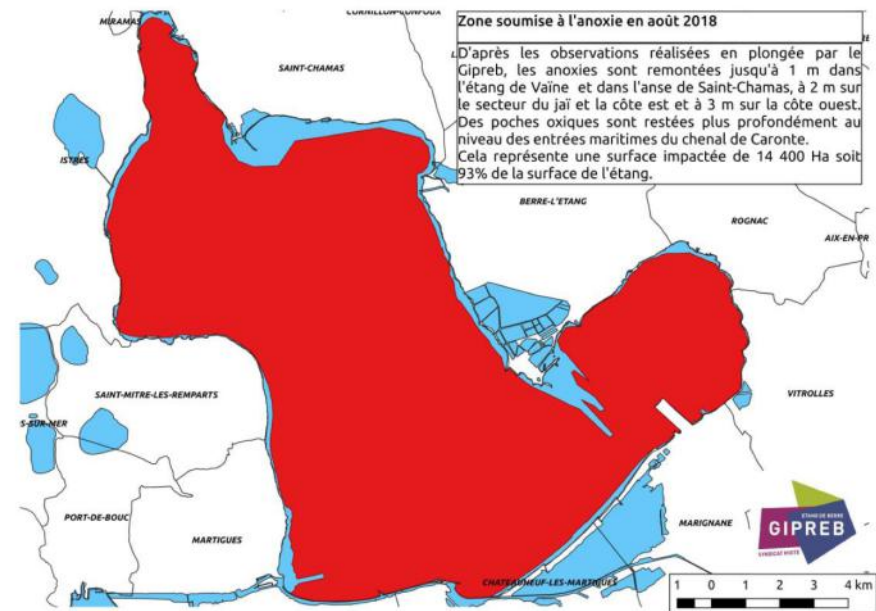 MIRAMAS
CORNILLON-CONFOUX
Zone soumise à l'anoxie en août 2018
SAINT-CHAMAS
D'après les observations réalisées en plongée par le
Gipreb, les anoxies sont remontées jusqu'à 1 m dans
l'étang de Vaïne et dans l'anse de Saint-Chamas, à 2 m sur
le secteur du jaï et la côte est et à 3 m sur la côte ouest.
Des poches oxiques sont restées plus profondément au
niveau des entrées maritimes du chenal de Caronte.
Cela représente une surface impactée de 14 400 Ha soit
93% de la surface de l'étang.
ISTRES
BERRE-L'ETANG
ROGNAC
AIX-EN-PR
SAINT-MITRE-LES-REMPARTS
VITROLLES
S-SUR-MER
PORT-DE-BOUC
MARTIGUES
MARIGNANE
ETANG DE BERRE
GIPREB
SYNDICAT MIXTE
CHATEAUNEUF-LES-MARTIGUES
1 0 1 2 3 4 km